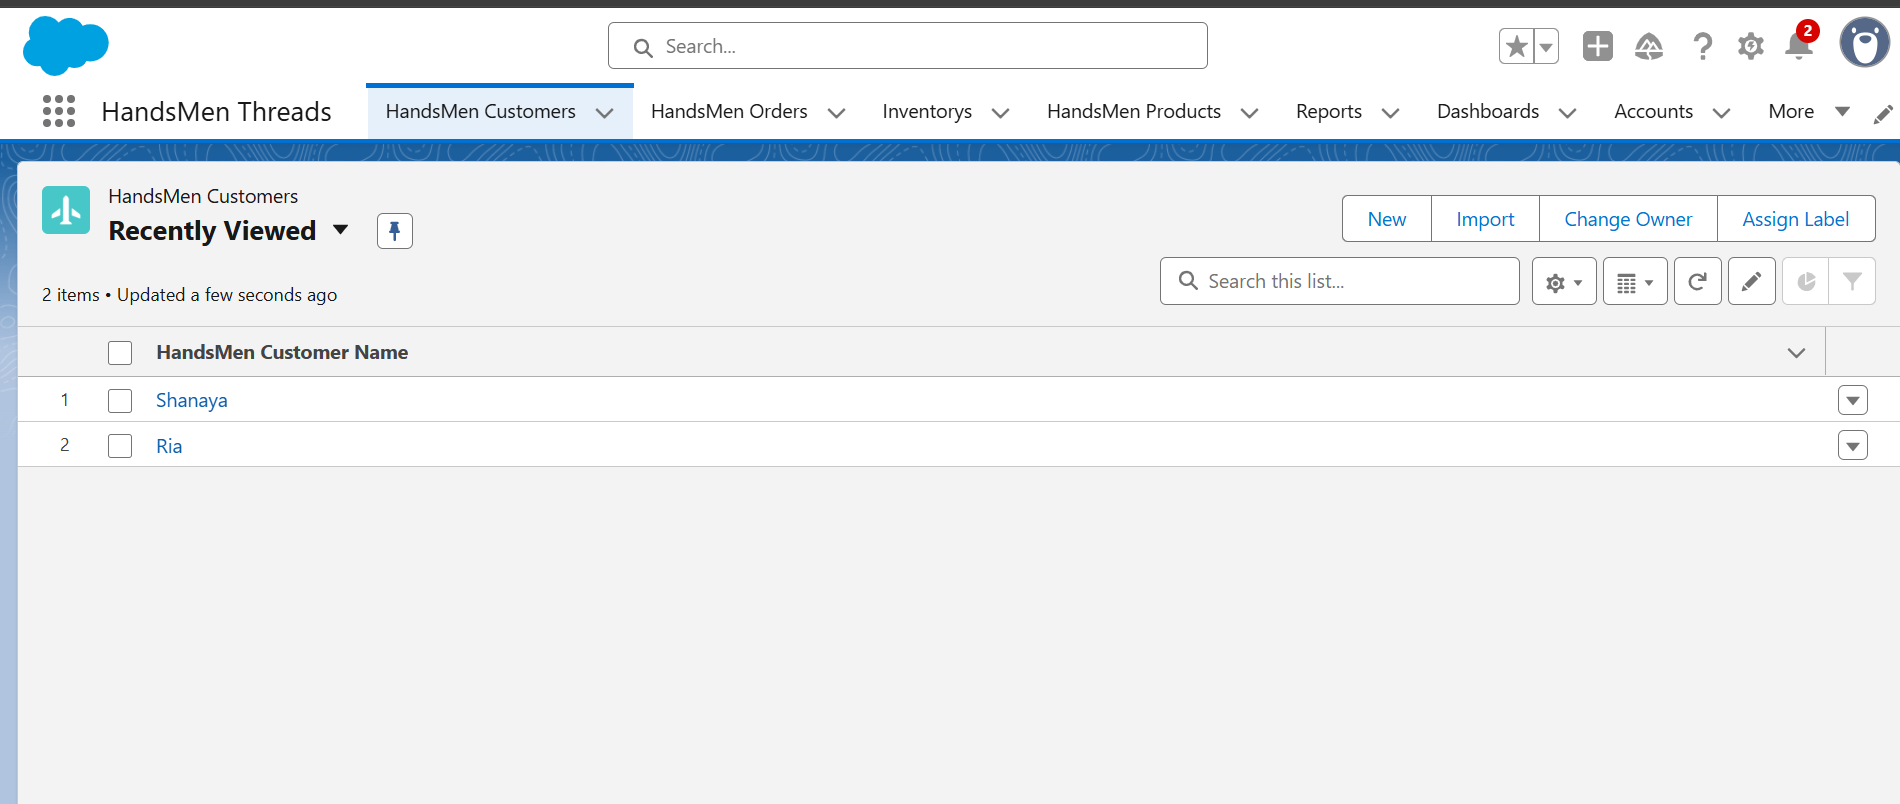 Search...
2
HandsMen Threads
HandsMen Customers
HandsMen Orders
Inventorys
HandsMen Products
Reports
Dashboards
Accounts
More
HandsMen Customers
Recently Viewed
New
Import
Change Owner
Assign Label
2 items • Updated a few seconds ago
Search this list...
HandsMen Customer Name
1 Shanaya
2 Ria